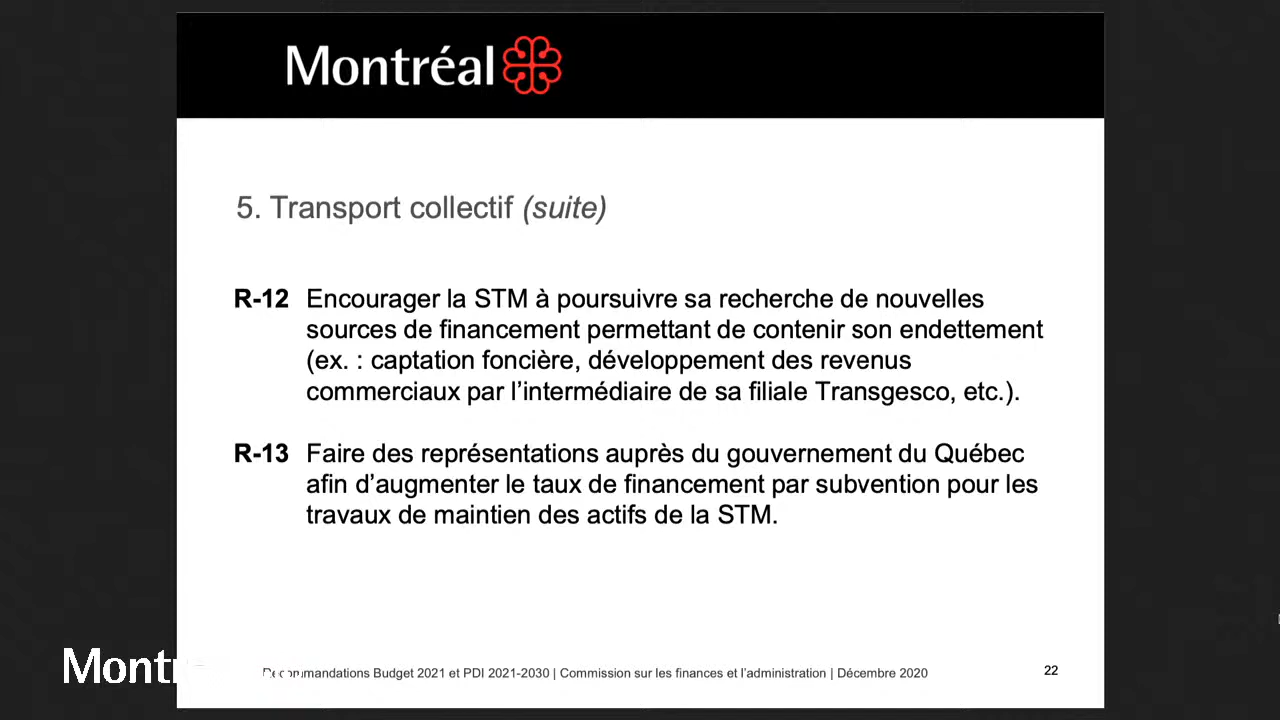 Montréal
5. Transport collectif (suite)
R-12 Encourager la STM à poursuivre sa recherche de nouvelles
sources de financement permettant de contenir son endettement
(ex. : captation foncière, développement des revenus
commerciaux par l’intermédiaire de sa filiale Transgesco, etc.).
R-13 Faire des représentations auprès du gouvernement du Québec
afin d’augmenter le taux de financement par subvention pour les
travaux de maintien des actifs de la STM.
Recommandations Budget 2021 et PDI 2021-2030 | Commission sur les finances et l’administration | Décembre 2020
22